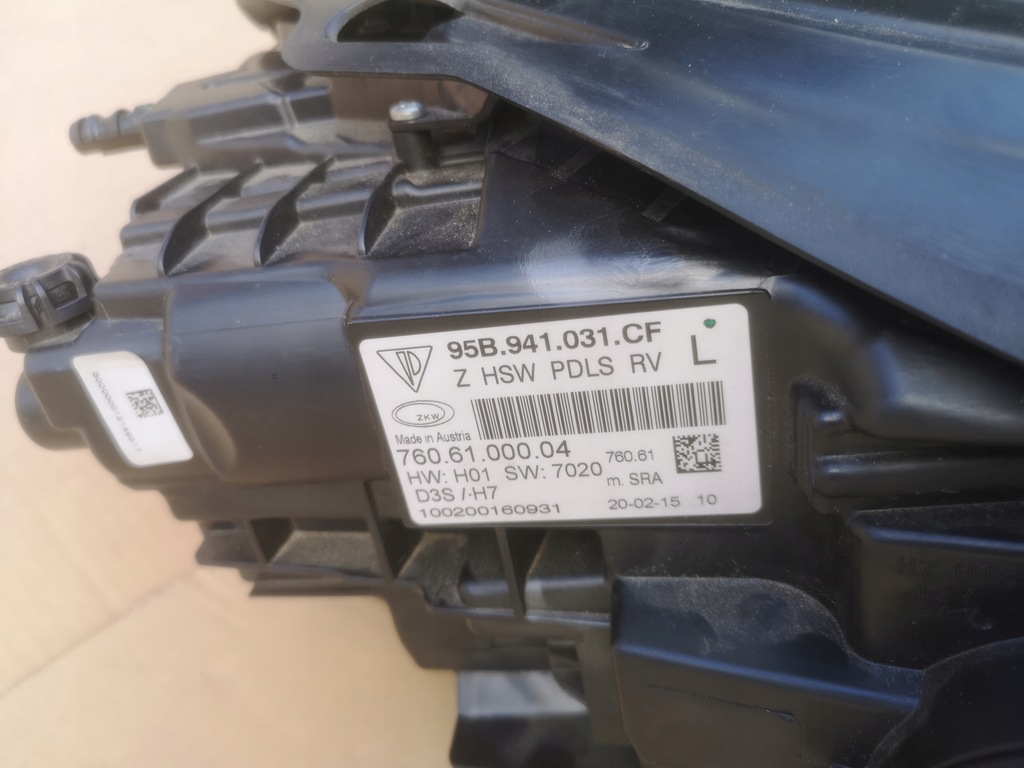 95B.941.031.CF
Z HSW PDLS RV
L
ZKW
Made in Austria
760.61.000.04
HW: H01 SW: 7020
760.61
m. SRA
D3S /·H7
100200160931
20-02-15 10